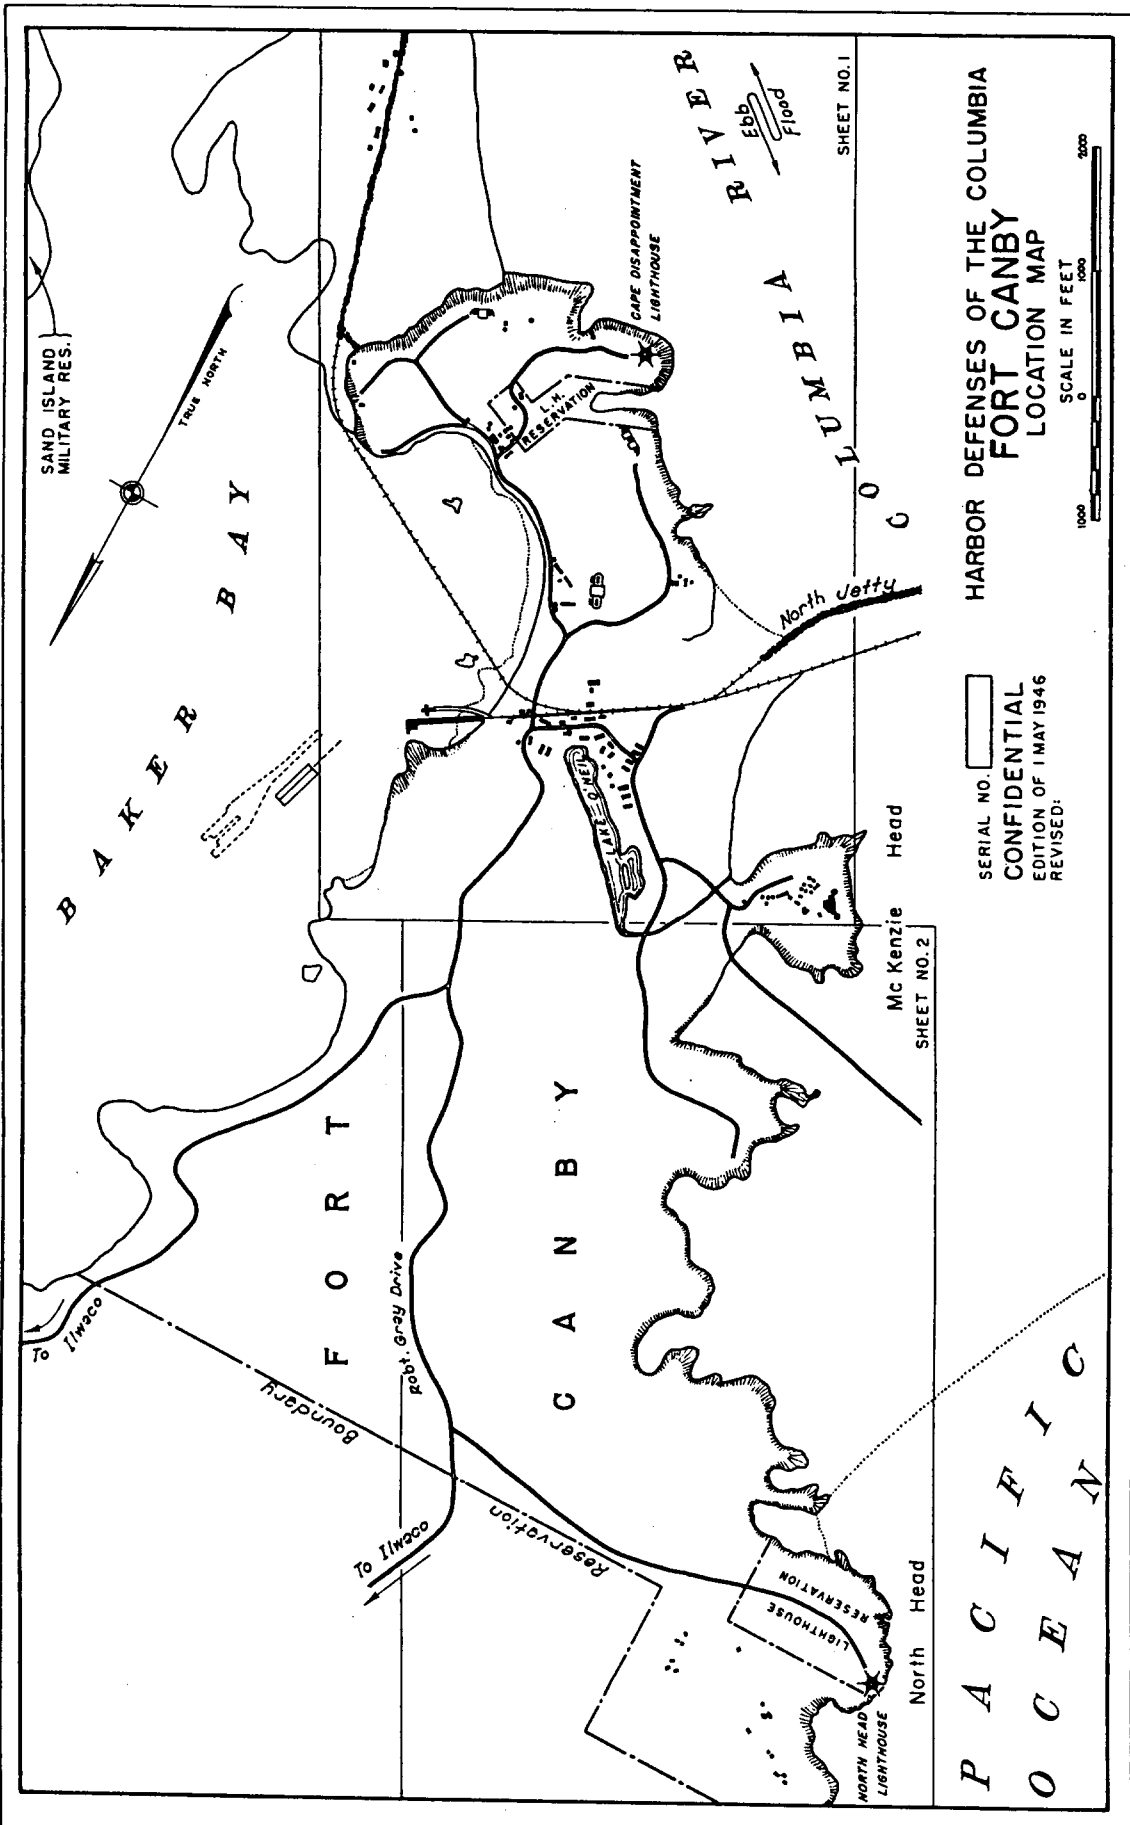 SAND ISLAND
MILITARY RES.
TRUE NORTH
BAKER BAY
RIVER
Ebb
Flood
SHEET NO. 1
CAPE DISAPPOINTMENT
LIGHTHOUSE
L. H.
RESERVATION
COLUMBIA
North Jetty
LAKE O'NEIL
Mc Kenzie Head
SHEET NO. 2
FORT
CANBY
To Ilwaco
Robt. Gray Drive
Reservation Boundary
To Ilwaco
LIGHTHOUSE
RESERVATION
North Head
NORTH HEAD
LIGHTHOUSE
PACIFIC
OCEAN
HARBOR DEFENSES OF THE COLUMBIA
FORT CANBY
LOCATION MAP
SCALE IN FEET
1000 0 1000 2000
SERIAL NO.
CONFIDENTIAL
EDITION OF 1 MAY 1946
REVISED: